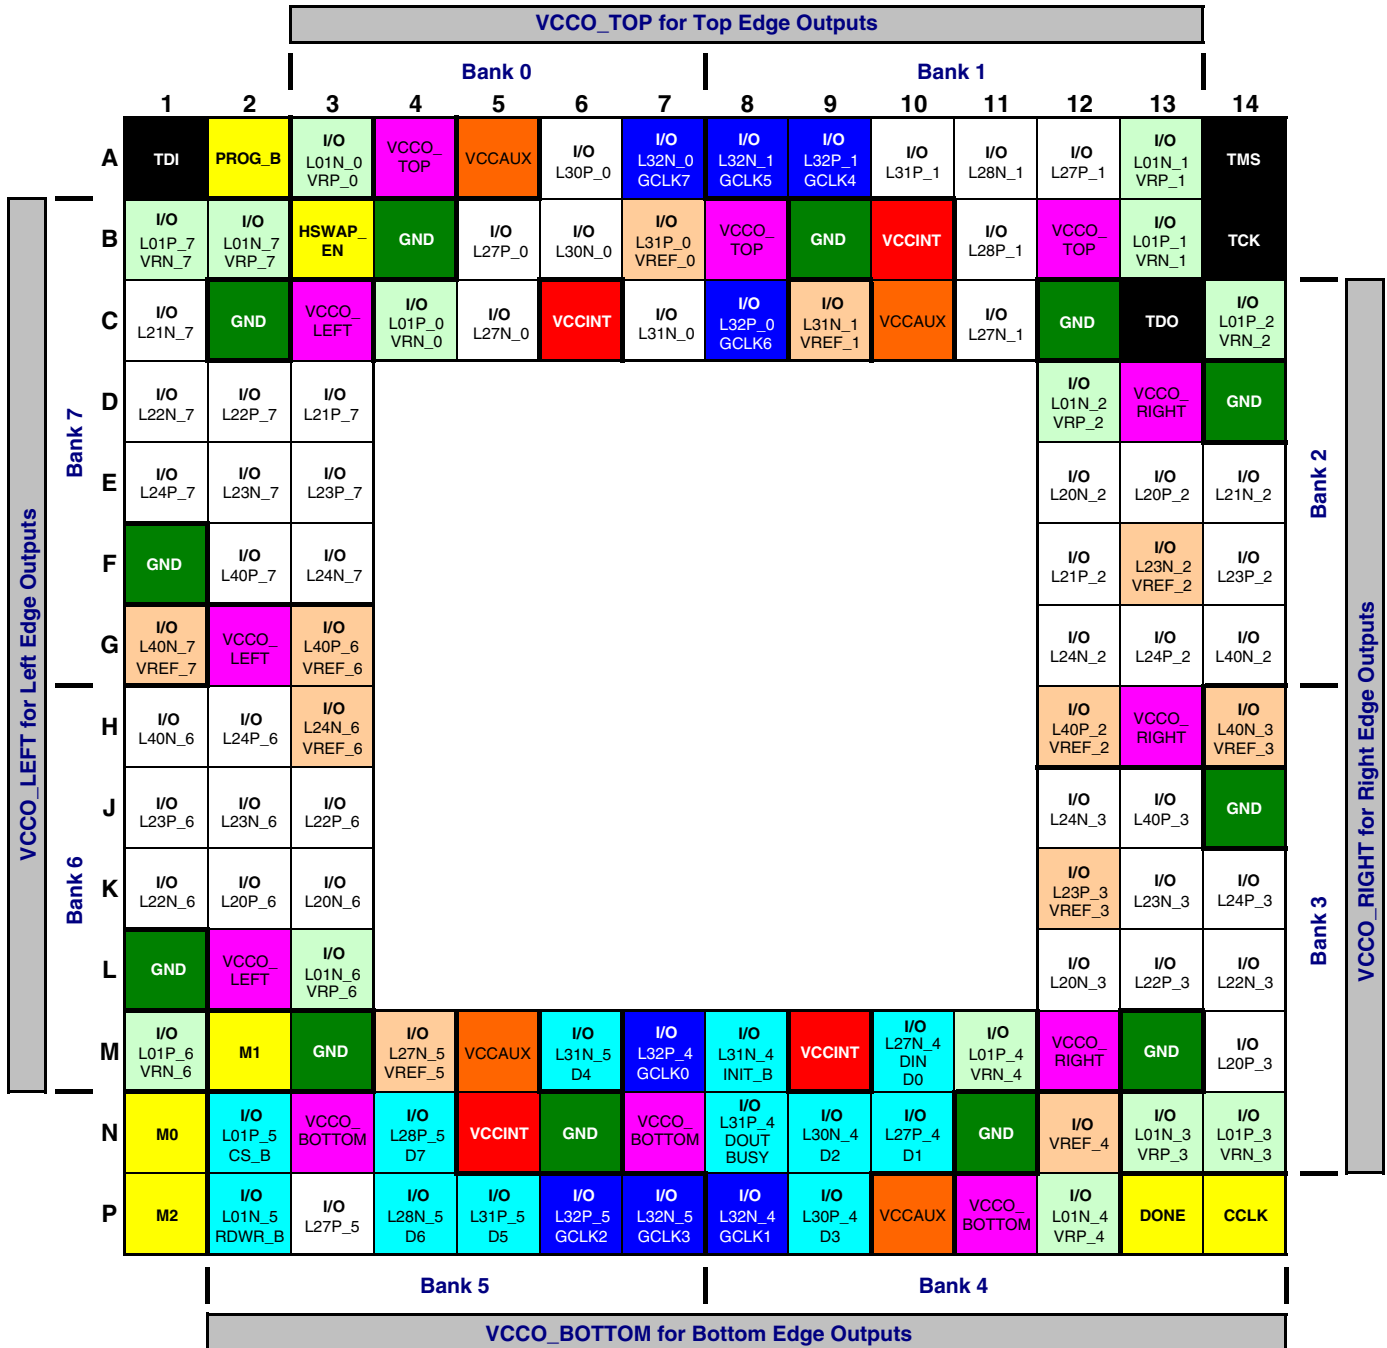 VCCO_TOP for Top Edge Outputs
Bank 0 Bank 1
1 2 3 4 5 6 7 8 9 10 11 12 13 14
A TDI PROG_B I/O L01N_0 VRP_0 VCCO_ TOP VCCAUX I/O L30P_0 I/O L32N_0 GCLK7 I/O L32N_1 GCLK5 I/O L32P_1 GCLK4 I/O L31P_1 I/O L28N_1 I/O L27P_1 I/O L01N_1 VRP_1 TMS
B I/O L01P_7 VRN_7 I/O L01N_7 VRP_7 HSWAP_ EN GND I/O L27P_0 I/O L30N_0 I/O L31P_0 VREF_0 VCCO_ TOP GND VCCINT I/O L28P_1 VCCO_ TOP I/O L01P_1 VRN_1 TCK
C I/O L21N_7 GND VCCO_ LEFT I/O L01P_0 VRN_0 I/O L27N_0 VCCINT I/O L31N_0 I/O L32P_0 GCLK6 I/O L31N_1 VREF_1 VCCAUX I/O L27N_1 GND TDO I/O L01P_2 VRN_2
D I/O L22N_7 I/O L22P_7 I/O L21P_7 I/O L01N_2 VRP_2 VCCO_ RIGHT GND
E I/O L24P_7 I/O L23N_7 I/O L23P_7 I/O L20N_2 I/O L20P_2 I/O L21N_2
F GND I/O L40P_7 I/O L24N_7 I/O L21P_2 I/O L23N_2 VREF_2 I/O L23P_2
G I/O L40N_7 VREF_7 VCCO_ LEFT I/O L40P_6 VREF_6 I/O L24N_2 I/O L24P_2 I/O L40N_2
H I/O L40N_6 I/O L24P_6 I/O L24N_6 VREF_6 I/O L40P_2 VREF_2 VCCO_ RIGHT I/O L40N_3 VREF_3
J I/O L23P_6 I/O L23N_6 I/O L22P_6 I/O L24N_3 I/O L40P_3 GND
K I/O L22N_6 I/O L20P_6 I/O L20N_6 I/O L23P_3 VREF_3 I/O L23N_3 I/O L24P_3
L GND VCCO_ LEFT I/O L01N_6 VRP_6 I/O L20N_3 I/O L22P_3 I/O L22N_3
M I/O L01P_6 VRN_6 M1 GND I/O L27N_5 VREF_5 VCCAUX I/O L31N_5 D4 I/O L32P_4 GCLK0 I/O L31N_4 INIT_B VCCINT I/O L27N_4 DIN D0 I/O L01P_4 VRN_4 VCCO_ RIGHT GND I/O L20P_3
N M0 I/O L01P_5 CS_B VCCO_ BOTTOM I/O L28P_5 D7 VCCINT GND VCCO_ BOTTOM I/O L31P_4 DOUT BUSY I/O L30N_4 D2 I/O L27P_4 D1 GND I/O VREF_4 I/O L01N_3 VRP_3 I/O L01P_3 VRN_3
P M2 I/O L01N_5 RDWR_B I/O L27P_5 I/O L28N_5 D6 I/O L31P_5 D5 I/O L32P_5 GCLK2 I/O L32N_5 GCLK3 I/O L32N_4 GCLK1 I/O L30P_4 D3 VCCAUX VCCO_ BOTTOM I/O L01N_4 VRP_4 DONE CCLK
Bank 5 Bank 4
VCCO_BOTTOM for Bottom Edge Outputs
VCCO_LEFT for Left Edge Outputs
Bank 7
Bank 6
Bank 2
Bank 3
VCCO_RIGHT for Right Edge Outputs